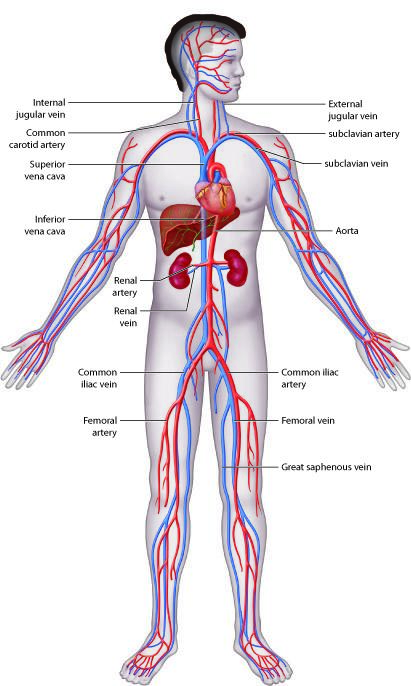 Internal
jugular vein
Common
carotid artery
Superior
vena cava
Inferior
vena cava
Renal
artery
Renal
vein
Common
iliac vein
Femoral
artery
External
jugular vein
subclavian artery
subclavian vein
Aorta
Common iliac
artery
Femoral vein
Great saphenous vein